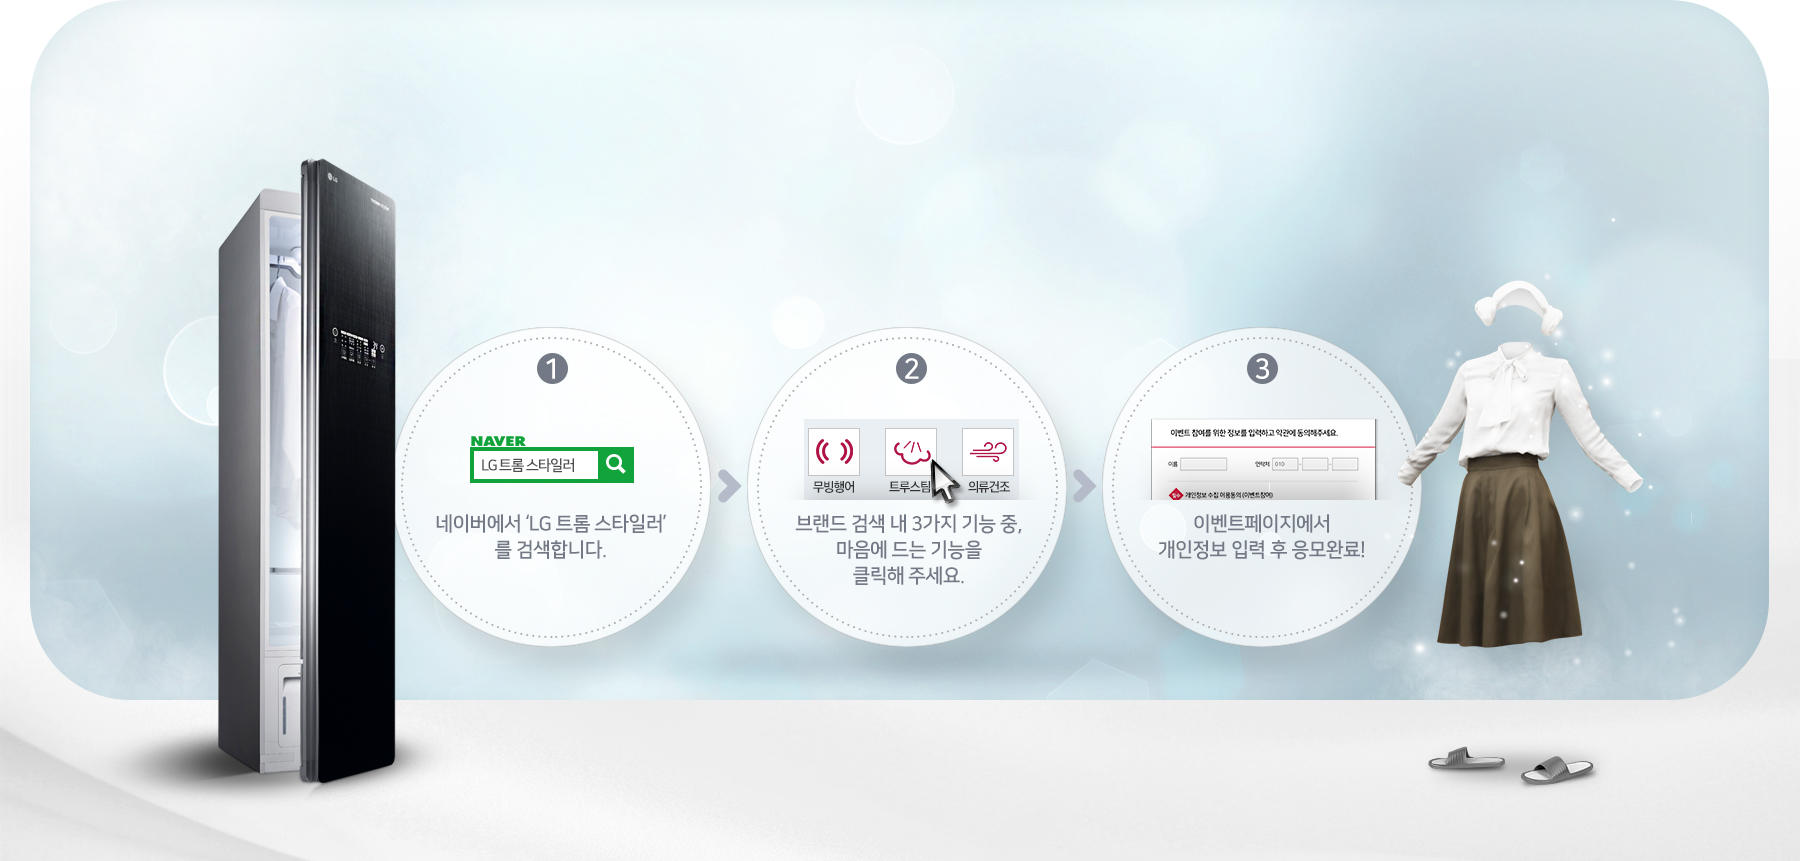 LG
1
NAVER
LG 트롬 스타일러
네이버에서 ‘LG 트롬 스타일러’
를 검색합니다.
2
무빙행어
트루스팀
의류건조
브랜드 검색 내 3가지 기능 중,
마음에 드는 기능을
클릭해 주세요.
3
이벤트 참여를 위한 정보를 입력하고 약관에 동의해주세요.
이름
연락처 010 - -
필수 개인정보 수집 이용동의 (이벤트참여)
이벤트페이지에서
개인정보 입력 후 응모완료!